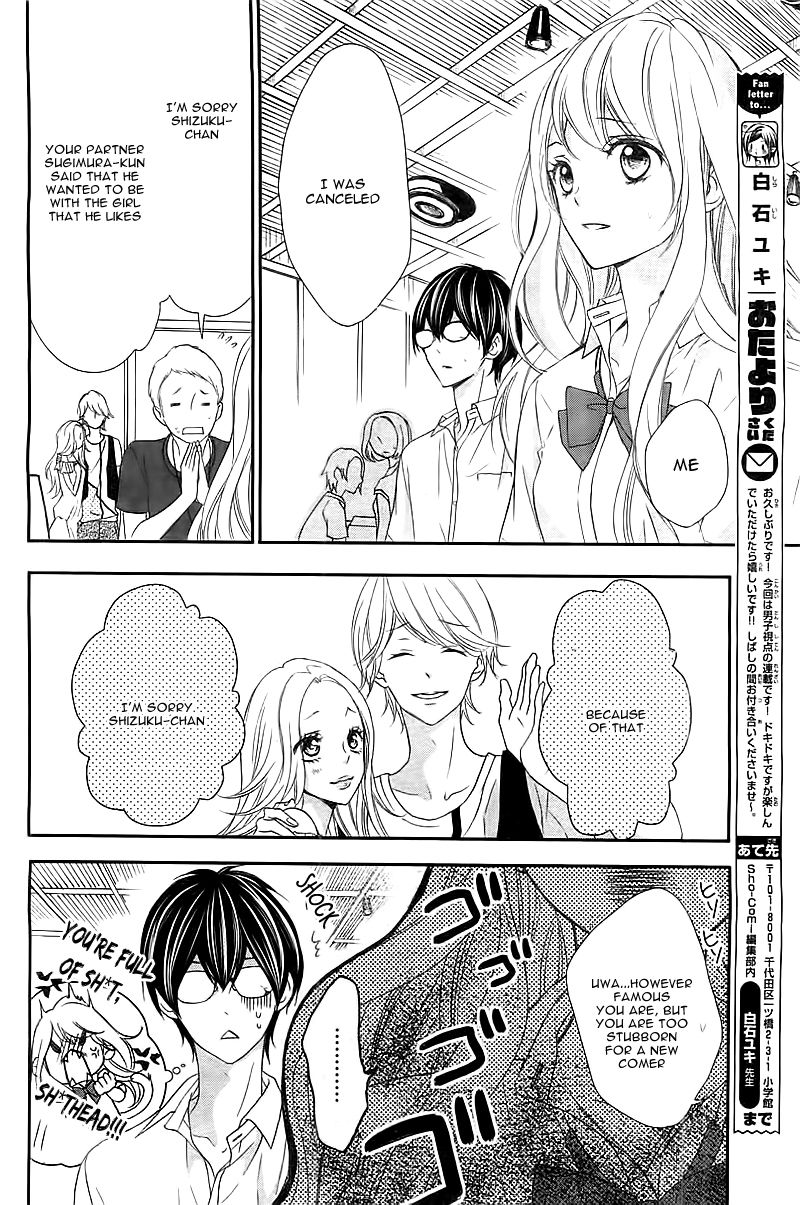 ME
I WAS
CANCELED
I'M SORRY
SHIZUKU-
CHAN
YOUR PARTNER
SUGIMURA-KUN
SAID THAT HE
WANTED TO BE
WITH THE GIRL
THAT HE LIKES
BECAUSE
OF THAT
I'M SORRY
SHIZUKU-CHAN
ヒソヒソ
UWA...HOWEVER
FAMOUS
YOU ARE, BUT
YOU ARE TOO
STUBBORN
FOR A NEW
COMER
ゴゴゴ
SHOCK
.........
YOU'RE FULL
OF SH*T,
SH*THEAD!!!
Fan
letter
to...
白石ユキ
おたより
ください
お久しぶりです! 今回は男子視点の連載です! ドキドキですが楽しん
でいただけたら嬉しいです!! しばしの間お付き合いくださいませ〜。
あて先
〒101-8001 千代田区一ツ橋2-3-1 小学館
Sho-Comi編集部内
白石ユキ先生
まで